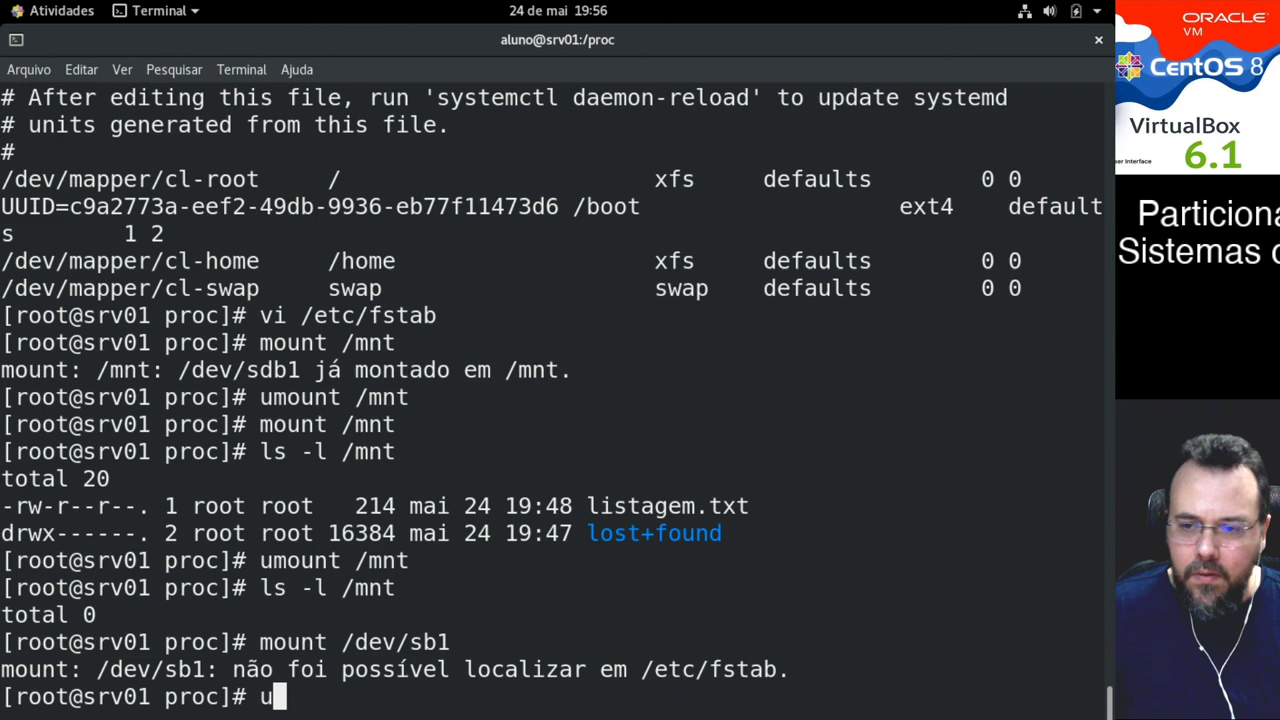 Atividades
Terminal
24 de mai 19:56
aluno@srv01:/proc
×
Arquivo Editar Ver Pesquisar Terminal Ajuda
# After editing this file, run 'systemctl daemon-reload' to update systemd
# units generated from this file.
#
/dev/mapper/cl-root / xfs defaults 0 0
UUID=c9a2773a-eef2-49db-9936-eb77f11473d6 /boot ext4 default
s 1 2
/dev/mapper/cl-home /home xfs defaults 0 0
/dev/mapper/cl-swap swap swap defaults 0 0
[root@srv01 proc]# vi /etc/fstab
[root@srv01 proc]# mount /mnt
mount: /mnt: /dev/sdb1 já montado em /mnt.
[root@srv01 proc]# umount /mnt
[root@srv01 proc]# mount /mnt
[root@srv01 proc]# ls -l /mnt
total 20
-rw-r--r--. 1 root root 214 mai 24 19:48 listagem.txt
drwx------. 2 root root 16384 mai 24 19:47 lost+found
[root@srv01 proc]# umount /mnt
[root@srv01 proc]# ls -l /mnt
total 0
[root@srv01 proc]# mount /dev/sb1
mount: /dev/sb1: não foi possível localizar em /etc/fstab.
[root@srv01 proc]# u
ORACLE
VM
CentOS 8
VirtualBox
er Interface 6.1
Particiona
Sistemas